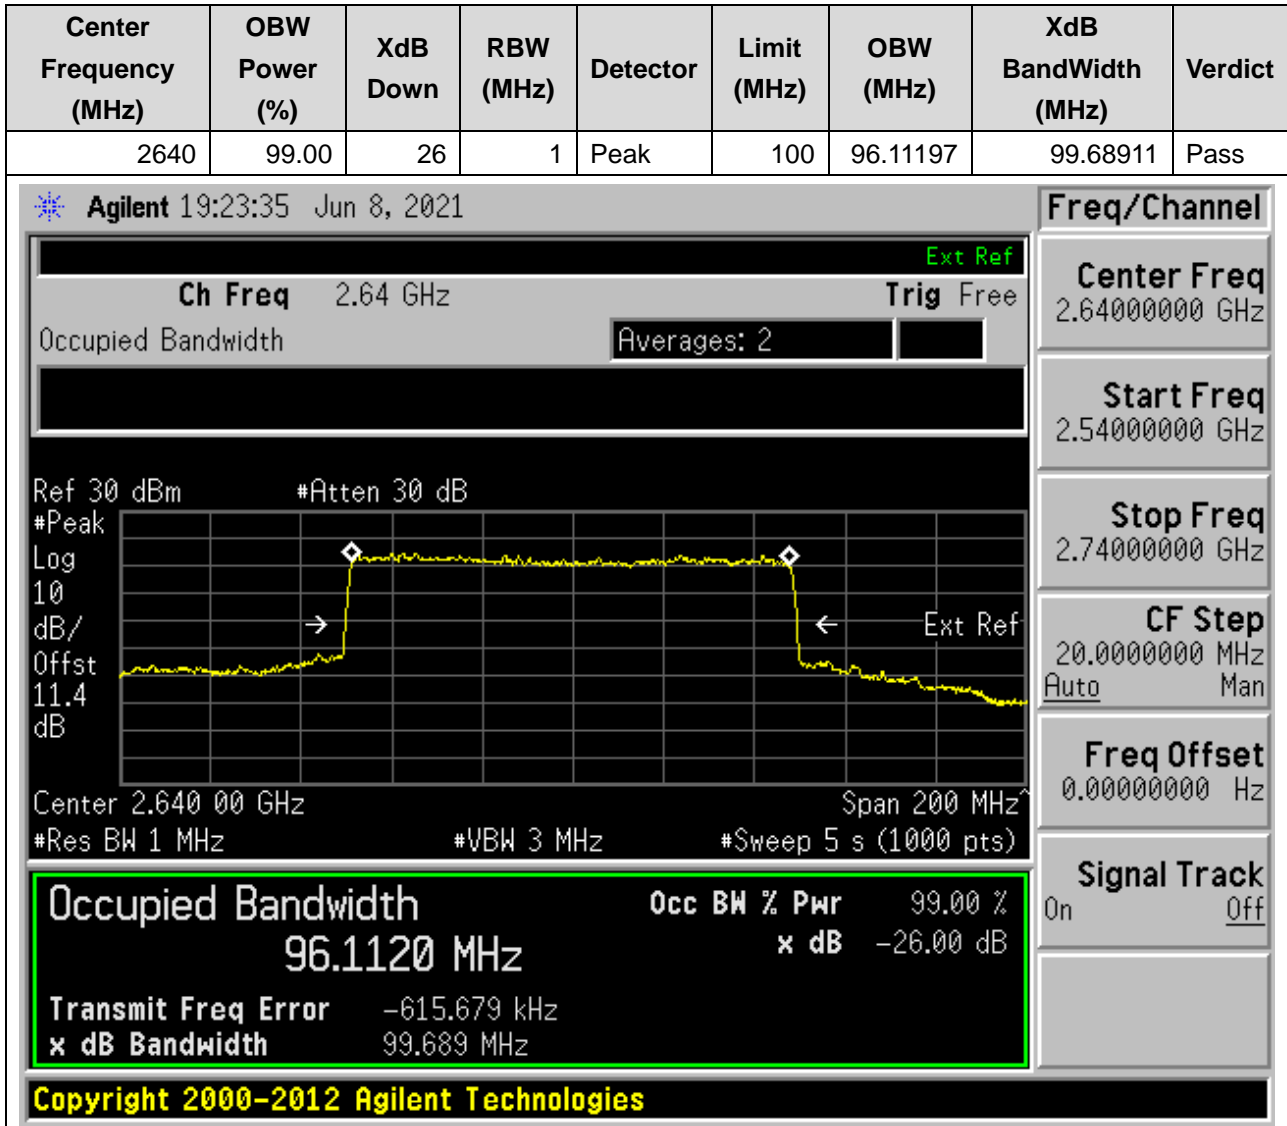 Center Frequency (MHz) OBW Power (%) XdB Down RBW (MHz) Detector Limit (MHz) OBW (MHz) XdB BandWidth (MHz) Verdict
2640 99.00 26 1 Peak 100 96.11197 99.68911 Pass
Agilent 19:23:35 Jun 8, 2021
Freq/Channel
Ext Ref
Ch Freq 2.64 GHz Trig Free
Occupied Bandwidth Averages: 2
Ref 30 dBm #Atten 30 dB
#Peak
Log
10
dB/
Offst
11.4
dB
→ ← Ext Ref
Center 2.640 00 GHz Span 200 MHz^
#Res BW 1 MHz #VBW 3 MHz #Sweep 5 s (1000 pts)
Occupied Bandwidth Occ BW % Pwr 99.00 %
96.1120 MHz x dB -26.00 dB
Transmit Freq Error -615.679 kHz
x dB Bandwidth 99.689 MHz
Copyright 2000-2012 Agilent Technologies
Center Freq
2.64000000 GHz
Start Freq
2.54000000 GHz
Stop Freq
2.74000000 GHz
CF Step
20.0000000 MHz
Auto Man
Freq Offset
0.00000000 Hz
Signal Track
On Off